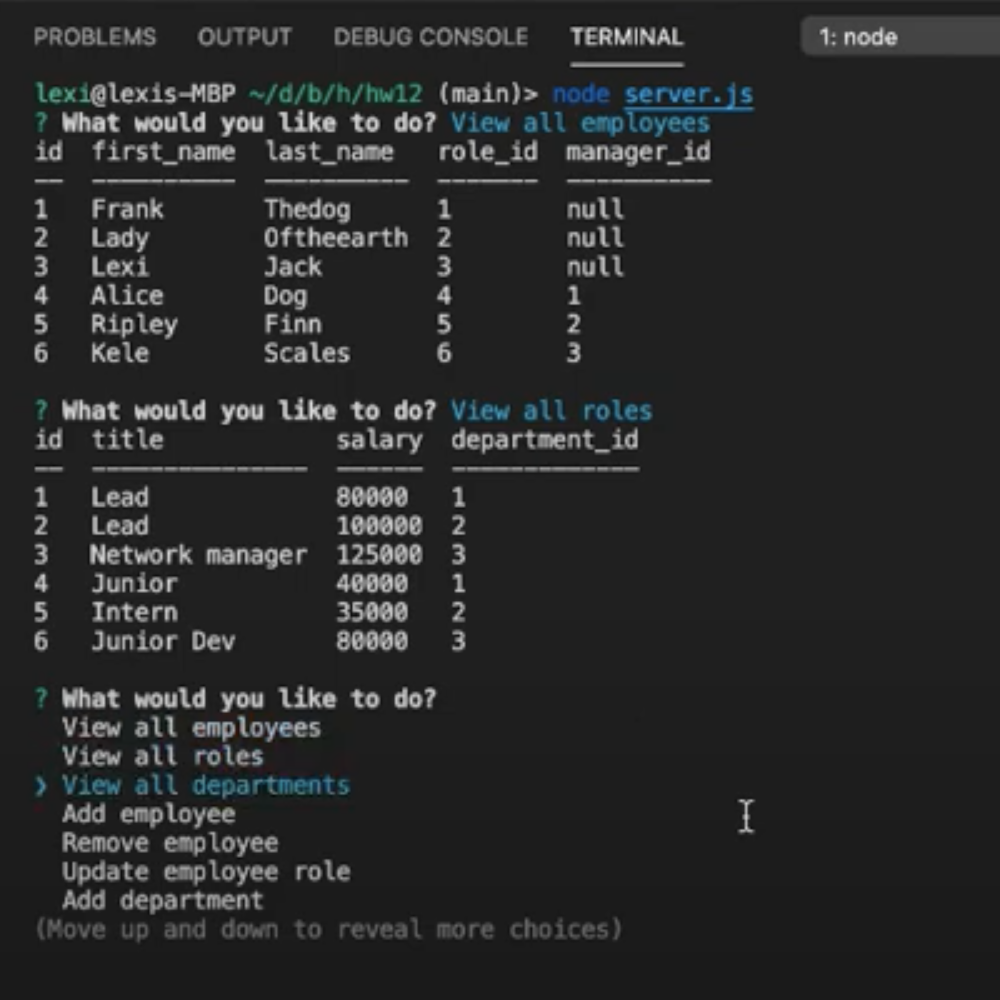 PROBLEMS OUTPUT DEBUG CONSOLE TERMINAL 1: node
lexi@lexis-MBP ~/d/b/h/hw12 (main)> node server.js
? What would you like to do? View all employees
id first_name last_name role_id manager_id
-- ---------- ---------- ------- ----------
1 Frank Thedog 1 null
2 Lady Oftheearth 2 null
3 Lexi Jack 3 null
4 Alice Dog 4 1
5 Ripley Finn 5 2
6 Kele Scales 6 3
? What would you like to do? View all roles
id title salary department_id
-- --------------- ------ -------------
1 Lead 80000 1
2 Lead 100000 2
3 Network manager 125000 3
4 Junior 40000 1
5 Intern 35000 2
6 Junior Dev 80000 3
? What would you like to do?
View all employees
View all roles
❯ View all departments
Add employee
Remove employee
Update employee role
Add department
(Move up and down to reveal more choices)